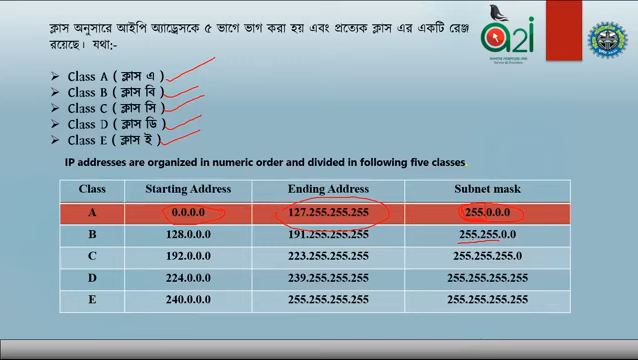 ক্লাস অনুসারে আইপি অ্যাড্রেসকে ৫ ভাগে ভাগ করা হয় এবং প্রত্যেক ক্লাস এর একটি রেঞ্জ
রয়েছে। যথা:-
Class A ( ক্লাস এ )
Class B ( ক্লাস বি )
Class C ( ক্লাস সি )
Class D ( ক্লাস ডি )
Class E ( ক্লাস ই )
IP addresses are organized in numeric order and divided in following five classes.
Class Starting Address Ending Address Subnet mask
A 0.0.0.0 127.255.255.255 255.0.0.0
B 128.0.0.0 191.255.255.255 255.255.0.0
C 192.0.0.0 223.255.255.255 255.255.255.0
D 224.0.0.0 239.255.255.255 255.255.255.255
E 240.0.0.0 255.255.255.255 255.255.255.255
a2i